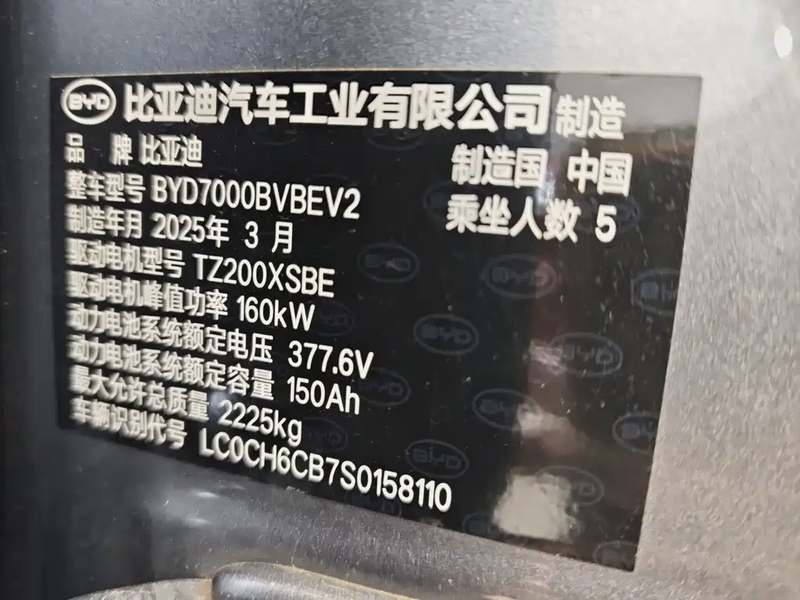 BYD 比亚迪汽车工业有限公司 制造
品 牌 比亚迪 制造国 中国
整车型号 BYD7000BVBEV2 乘坐人数 5
制造年月 2025年 3 月
驱动电机型号 TZ200XSBE
驱动电机峰值功率 160kW
动力电池系统额定电压 377.6V
动力电池系统额定容量 150Ah
最大允许总质量 2225kg
车辆识别代号 LC0CH6CB7S0158110